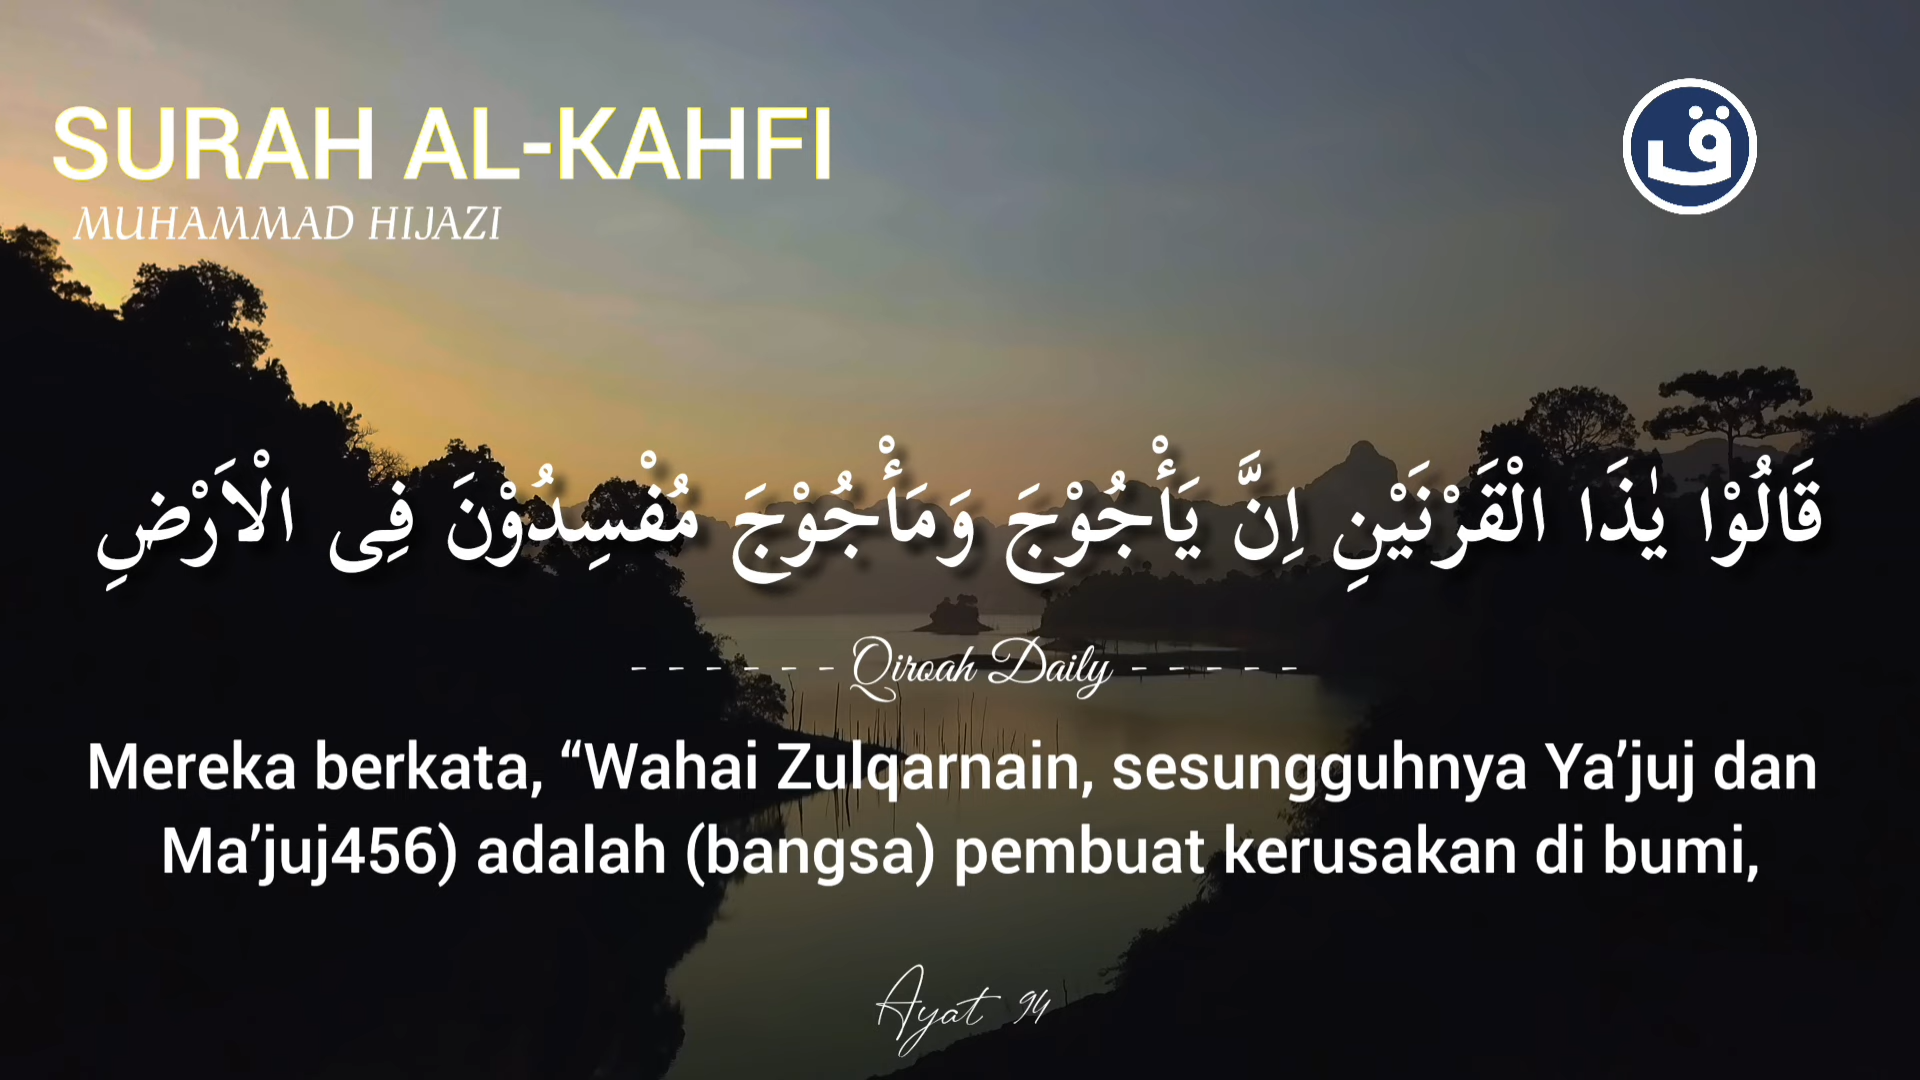 SURAH AL-KAHFI
MUHAMMAD HIJAZI
ق
قَالُوْا يٰذَا الْقَرْنَيْنِ اِنَّ يَأْجُوْجَ وَمَأْجُوْجَ مُفْسِدُوْنَ فِى الْاَرْضِ
- - - - - - Qiroah Daily - - - - -
Mereka berkata, “Wahai Zulqarnain, sesungguhnya Ya’juj dan
Ma’juj456) adalah (bangsa) pembuat kerusakan di bumi,
Ayat 94